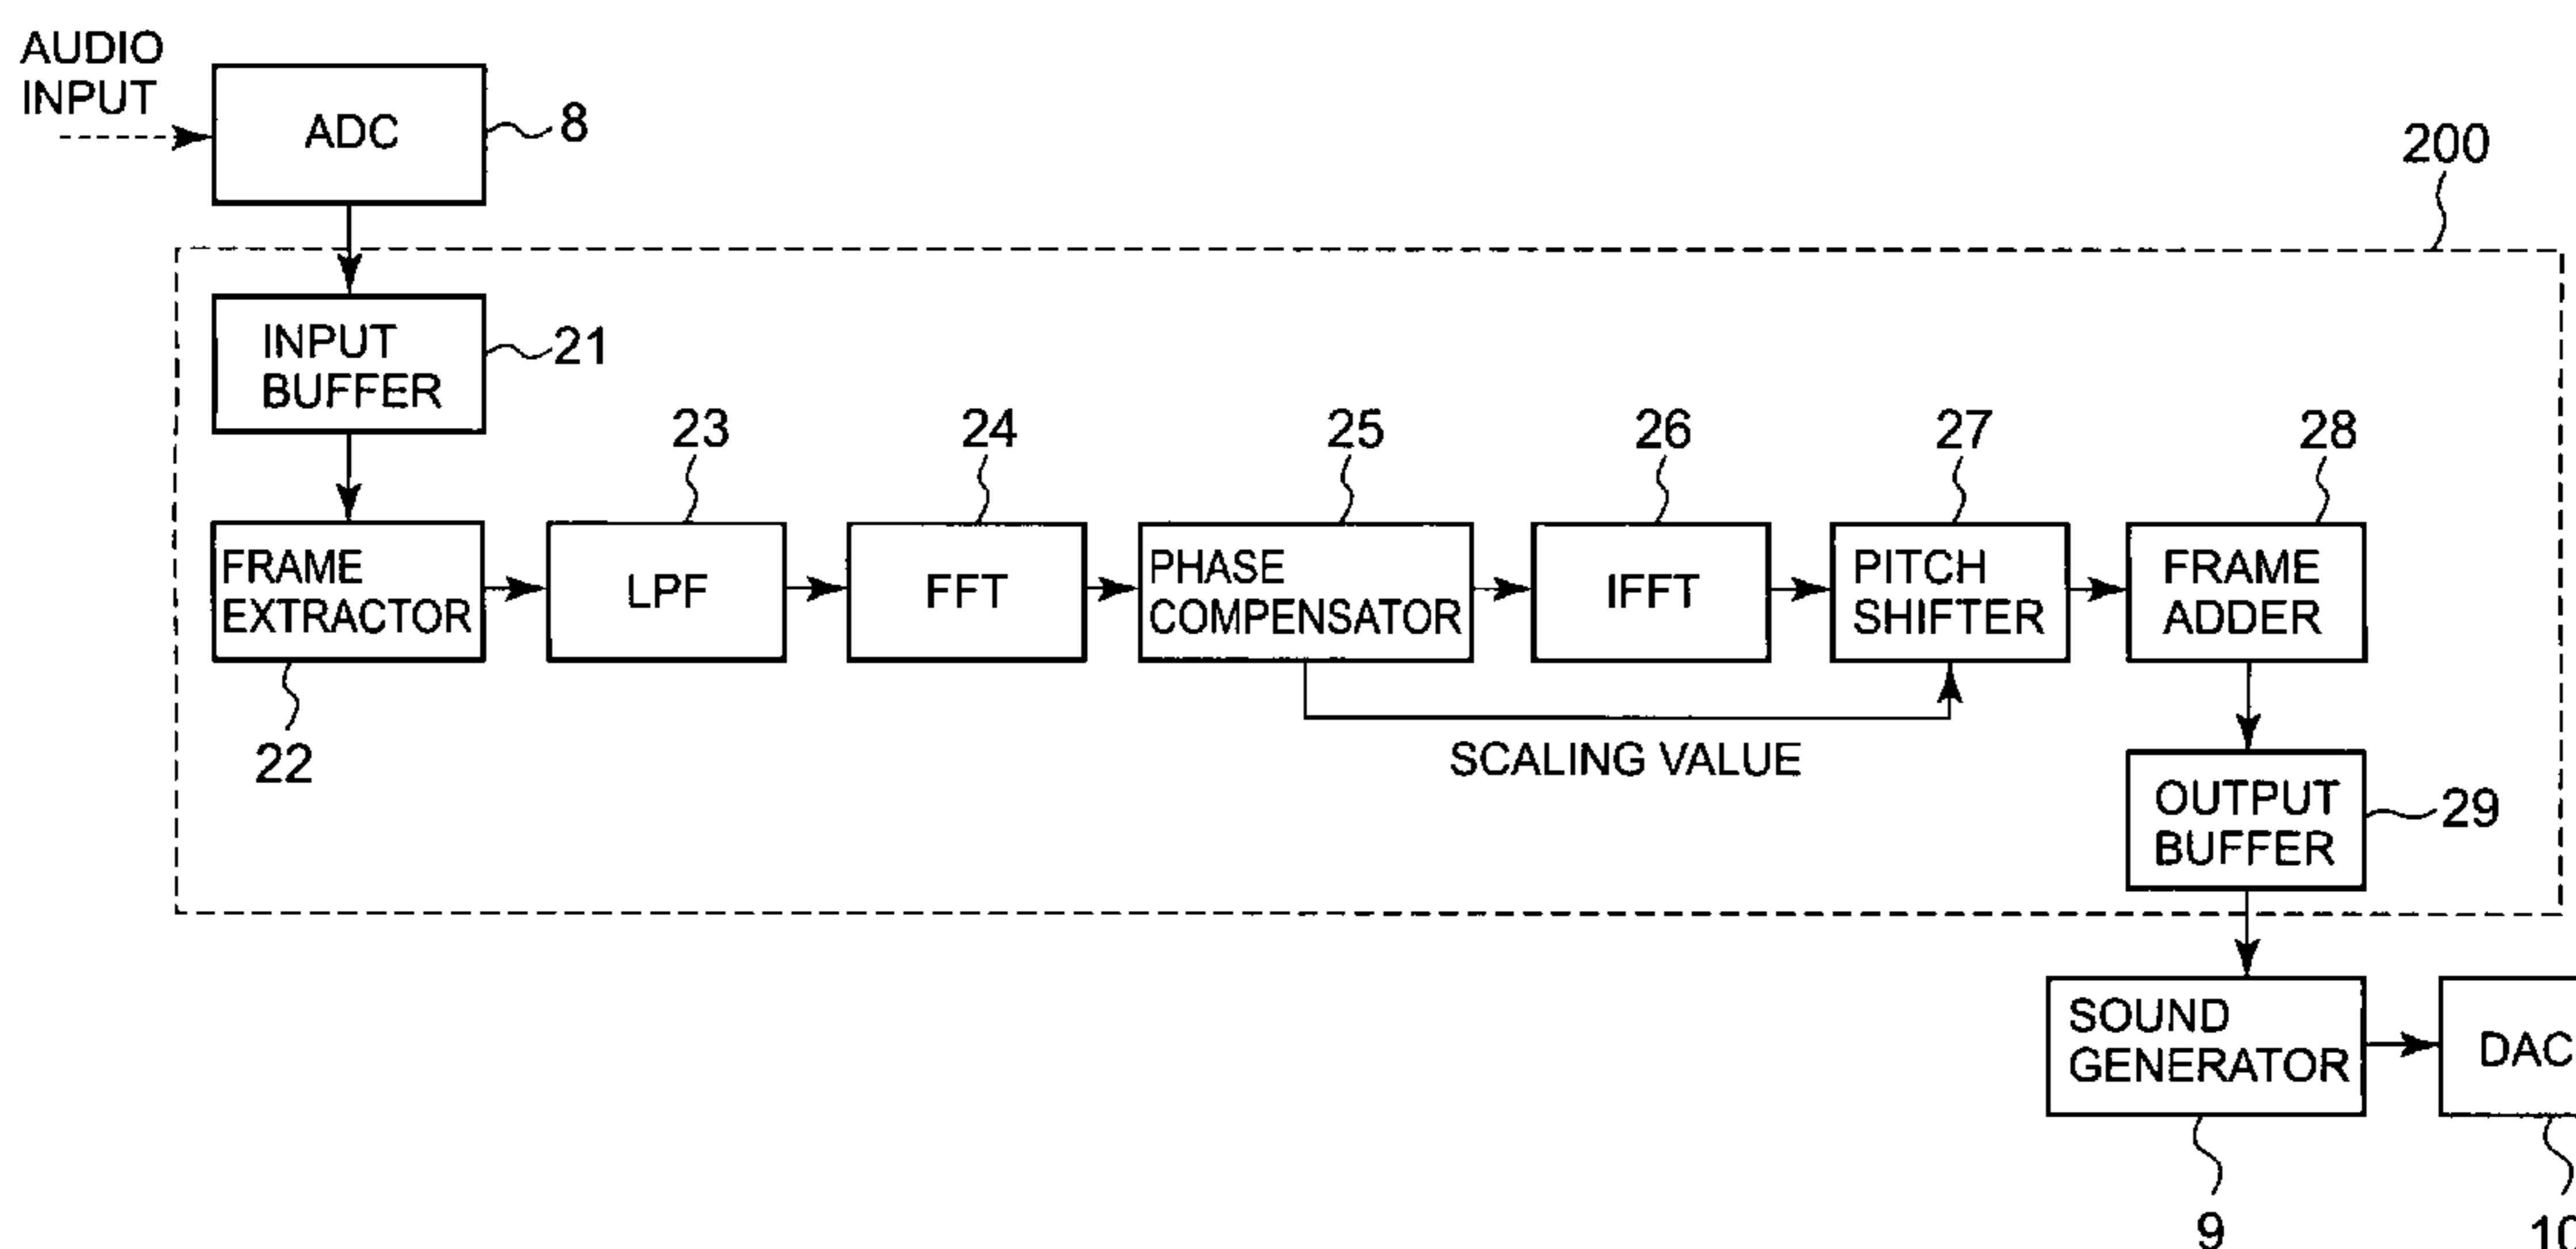 AUDIO
INPUT
ADC
8
200
INPUT
BUFFER
21
23
24
25
26
27
28
FRAME
EXTRACTOR
LPF
FFT
PHASE
COMPENSATOR
IFFT
PITCH
SHIFTER
FRAME
ADDER
22
SCALING VALUE
OUTPUT
BUFFER
29
SOUND
GENERATOR
DAC
9
10